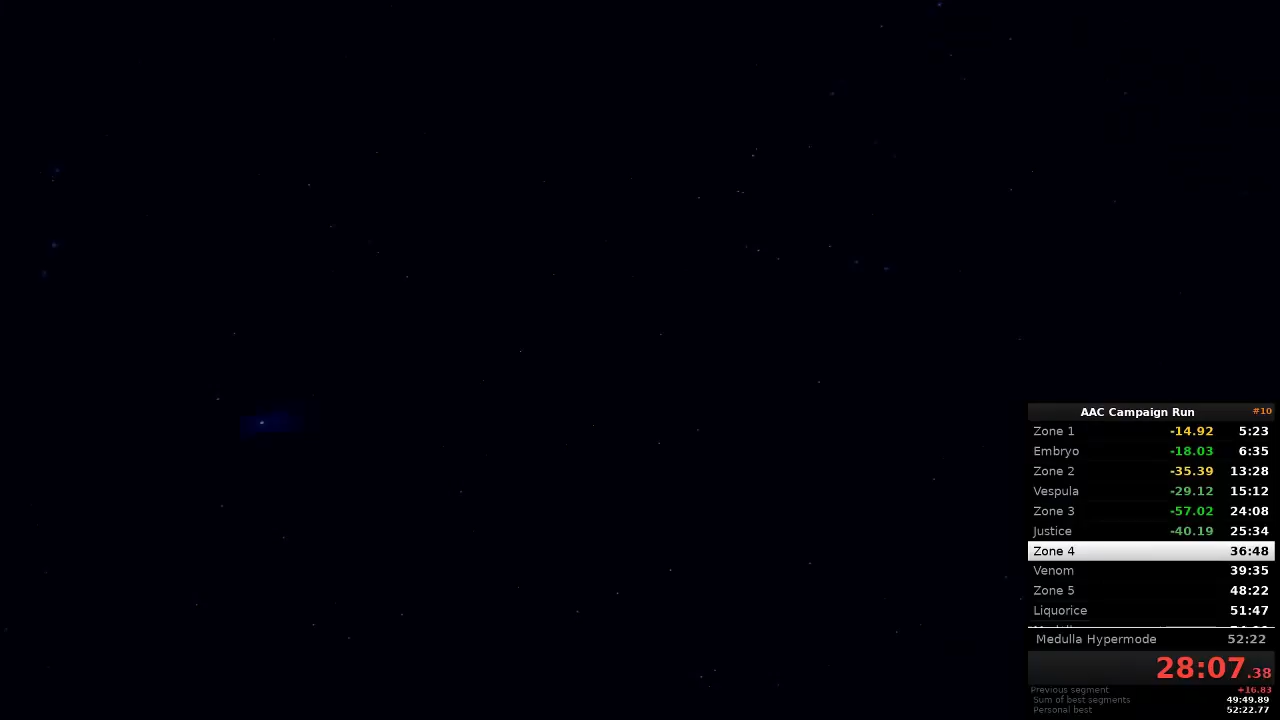 AAC Campaign Run #10
Zone 1 -14.92 5:23
Embryo -18.03 6:35
Zone 2 -35.39 13:28
Vespula -29.12 15:12
Zone 3 -57.02 24:08
Justice -40.19 25:34
Zone 4 36:48
Venom 39:35
Zone 5 48:22
Liquorice 51:47
Medulla Hypermode 52:22
28:07.38
Previous segment +16.83
Sum of best segments 49:49.89
Personal best 52:22.77